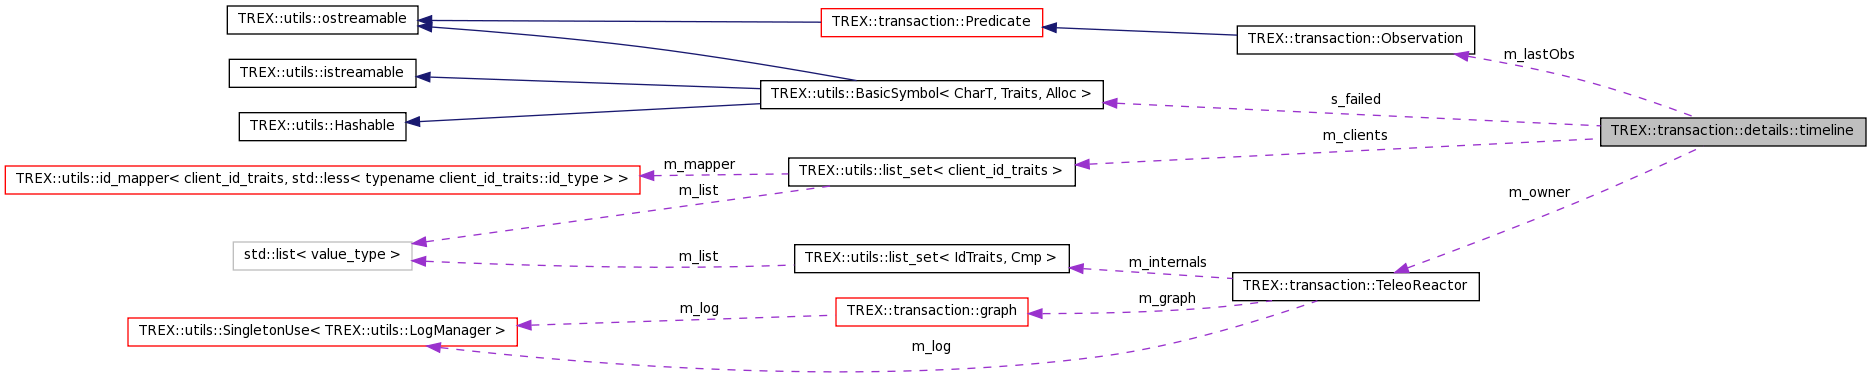 TREX::utils::ostreamable
TREX::transaction::Predicate
TREX::transaction::Observation
m_lastObs
TREX::utils::istreamable
TREX::utils::BasicSymbol< CharT, Traits, Alloc >
s_failed
TREX::utils::Hashable
TREX::transaction::details::timeline
m_clients
m_mapper
TREX::utils::list_set< client_id_traits >
TREX::utils::id_mapper< client_id_traits, std::less< typename client_id_traits::id_type > >
m_list
m_owner
std::list< value_type >
m_list
TREX::utils::list_set< IdTraits, Cmp >
m_internals
TREX::transaction::TeleoReactor
m_graph
m_log
TREX::transaction::graph
TREX::utils::SingletonUse< TREX::utils::LogManager >
m_log